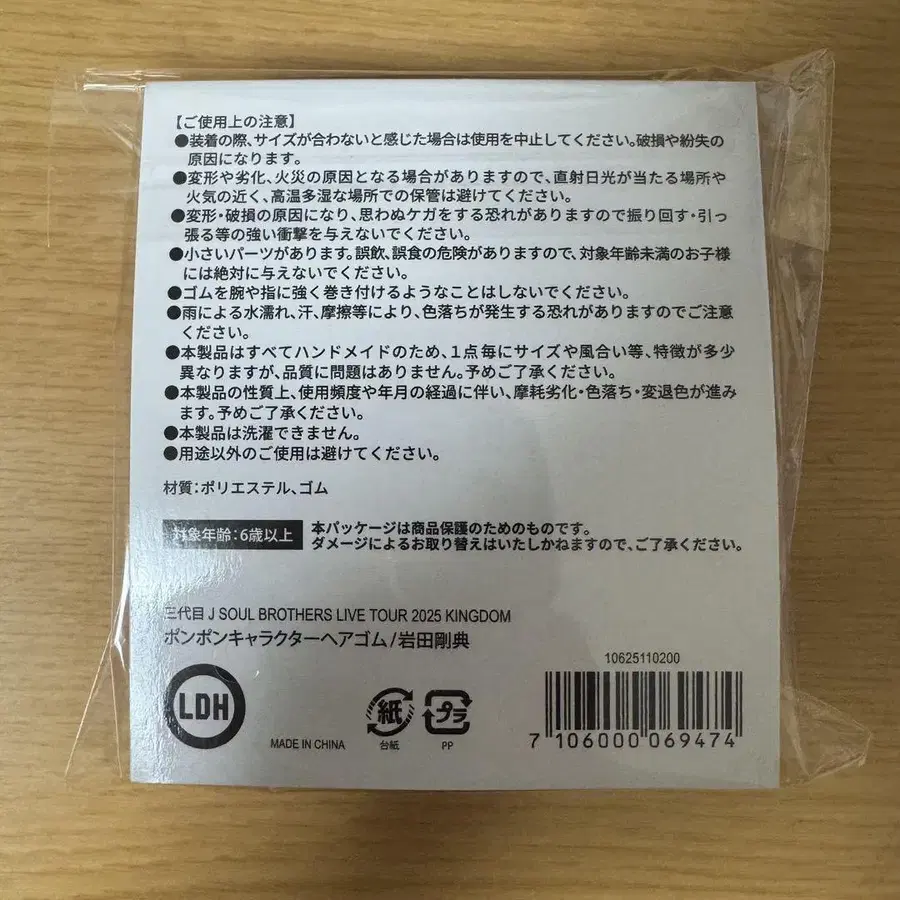 【ご使用上の注意】
●装着の際、サイズが合わないと感じた場合は使用を中止してください。破損や紛失の
原因になります。
●変形や劣化、火災の原因となる場合がありますので、直射日光が当たる場所や
火気の近く、高温多湿な場所での保管は避けてください。
●変形・破損の原因になり、思わぬケガをする恐れがありますので振り回す・引っ
張る等の強い衝撃を与えないでください。
●小さいパーツがあります。誤飲、誤食の危険がありますので、対象年齢未満のお子様
には絶対に与えないでください。
●ゴムを腕や指に強く巻き付けるようなことはしないでください。
●雨による水濡れ、汗、摩擦等により、色落ちが発生する恐れがありますのでご注意
ください。
●本製品はすべてハンドメイドのため、1点毎にサイズや風合い等、特徴が多少
異なりますが、品質に問題はありません。予めご了承ください。
●本製品の性質上、使用頻度や年月の経過に伴い、摩耗劣化・色落ち・変退色が進み
ます。予めご了承ください。
●本製品は洗濯できません。
●用途以外のご使用は避けてください。
材質:ポリエステル、ゴム
対象年齢:6歳以上
本パッケージは商品保護のためのものです。
ダメージによるお取り替えはいたしかねますので、ご了承ください。
三代目 J SOUL BROTHERS LIVE TOUR 2025 KINGDOM
ポンポンキャラクターヘアゴム/岩田剛典
LDH
MADE IN CHINA
紙
台紙
プラ
PP
10625110200
7 106000 069474